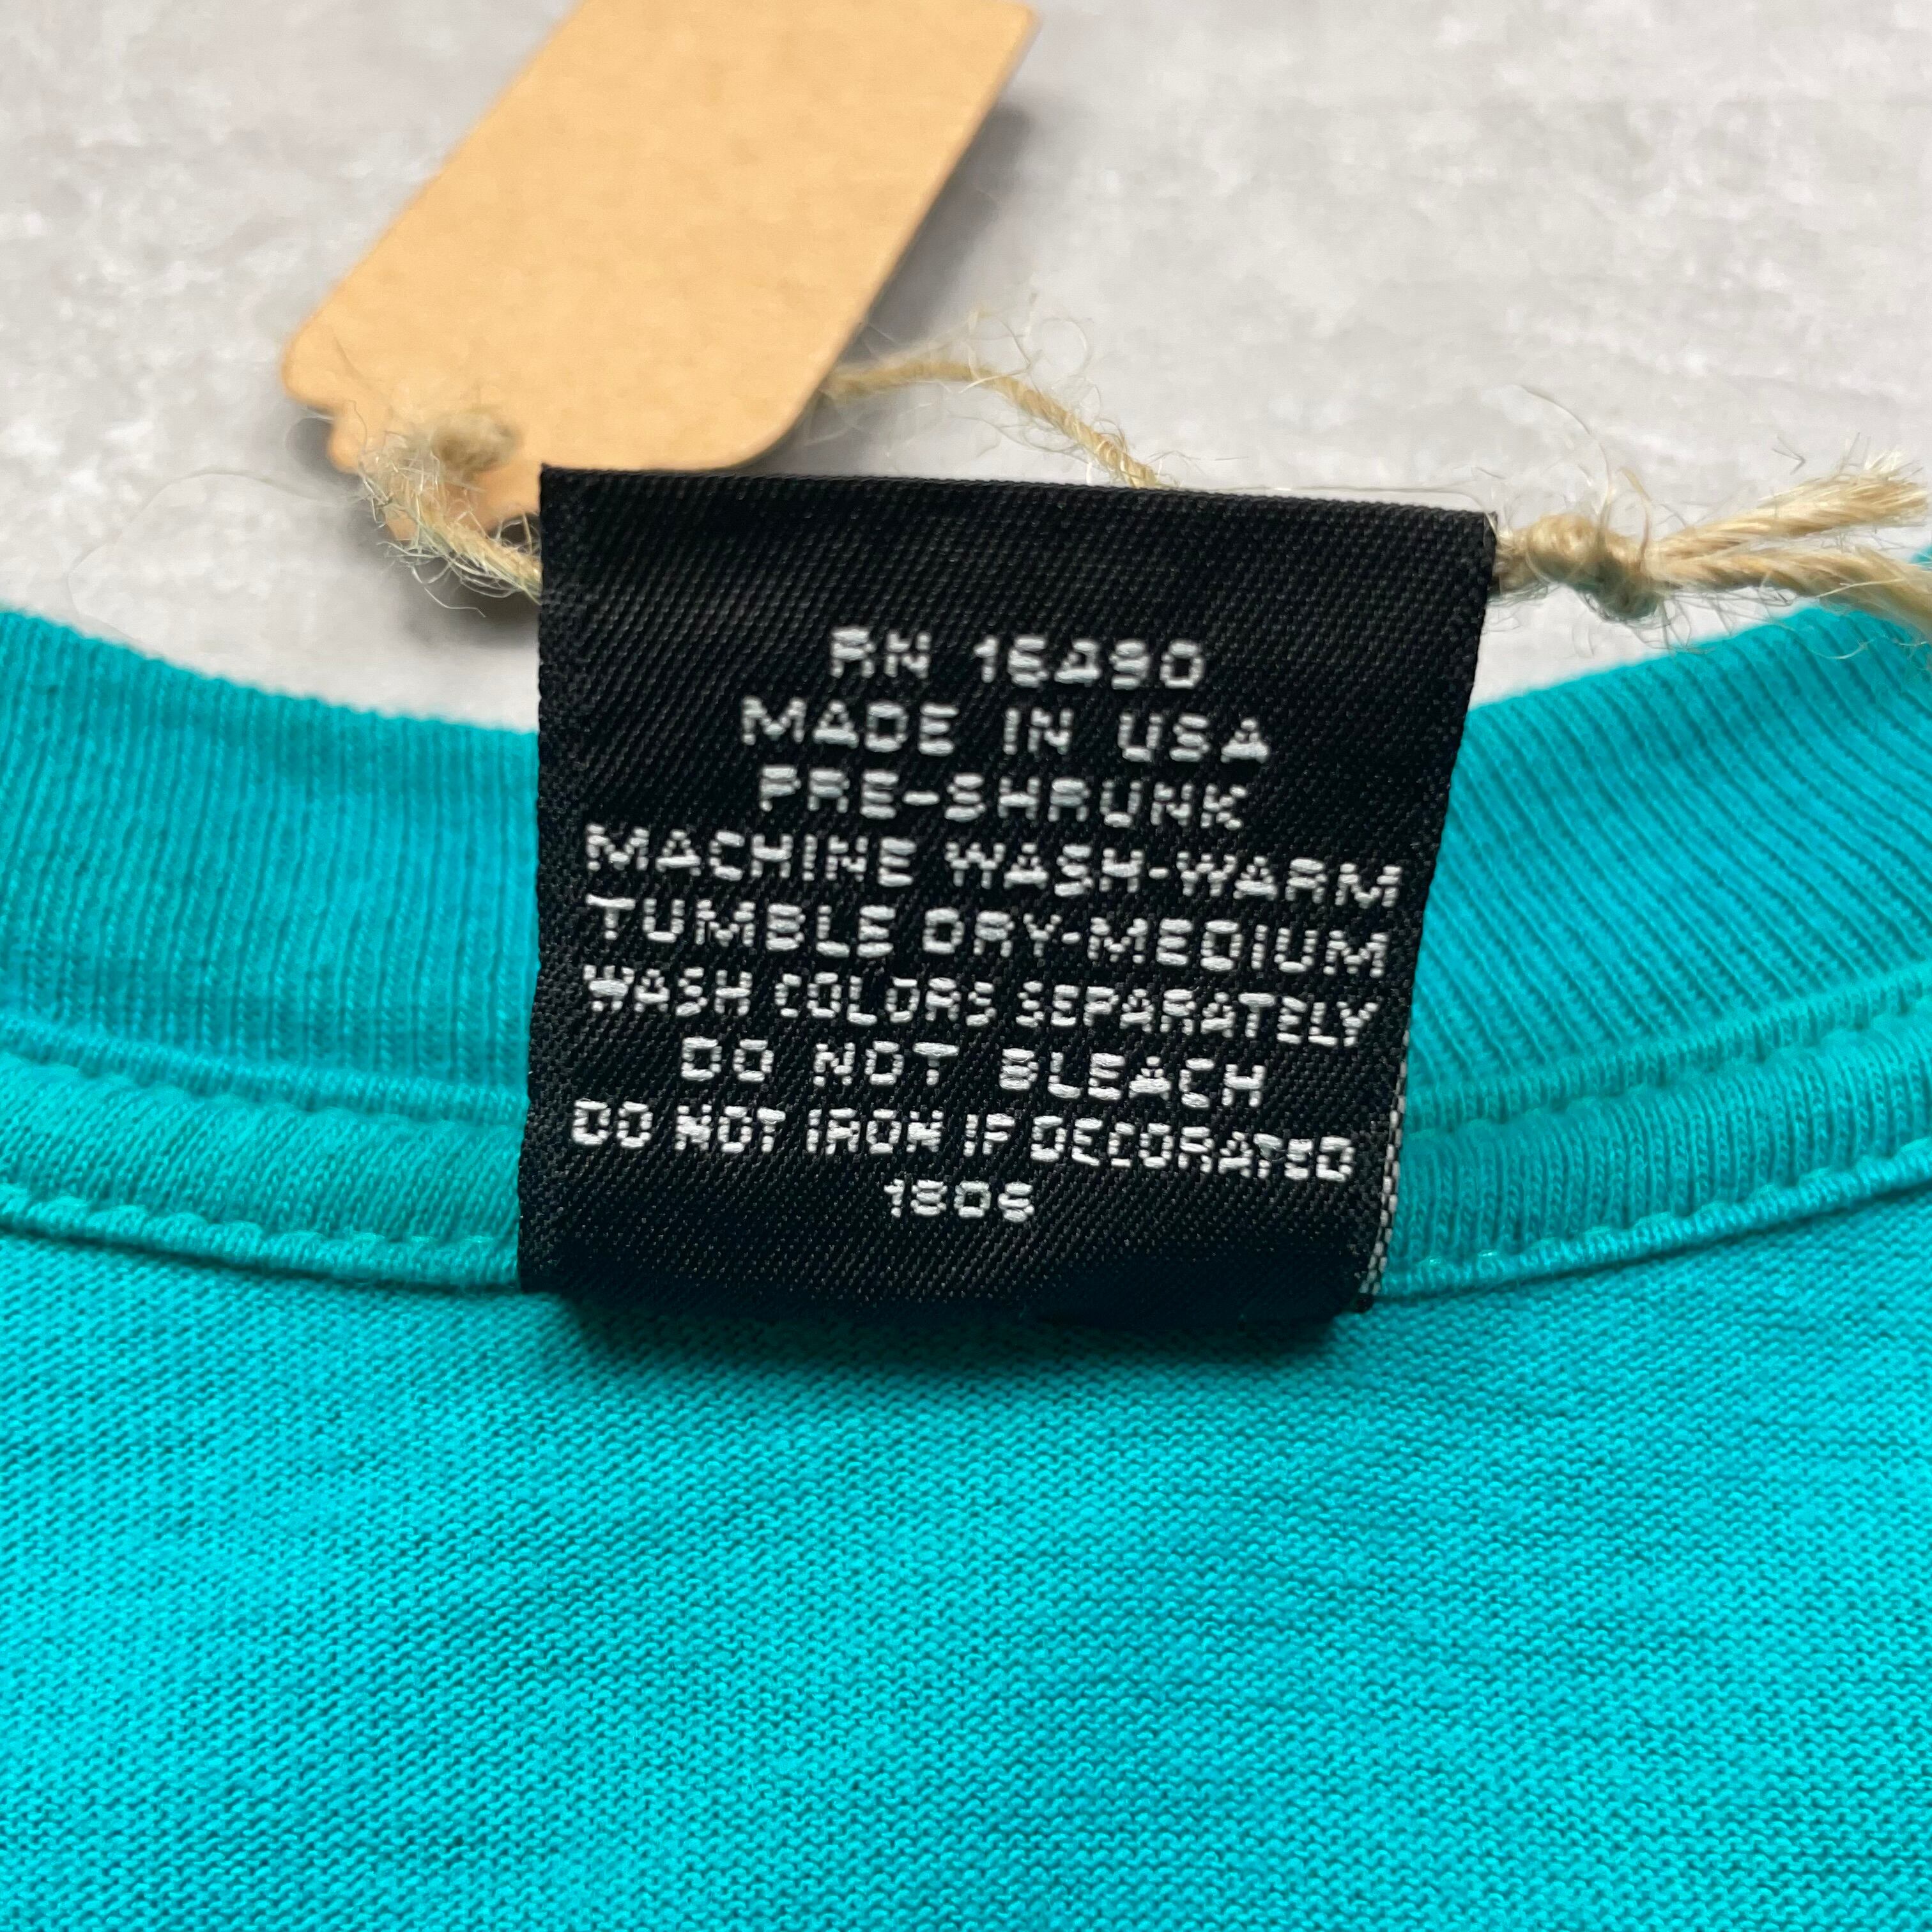 RN 15490
MADE IN USA
PRE-SHRUNK
MACHINE WASH-WARM
TUMBLE DRY-MEDIUM
WASH COLORS SEPARATELY
DO NOT BLEACH
DO NOT IRON IF DECORATED
1806